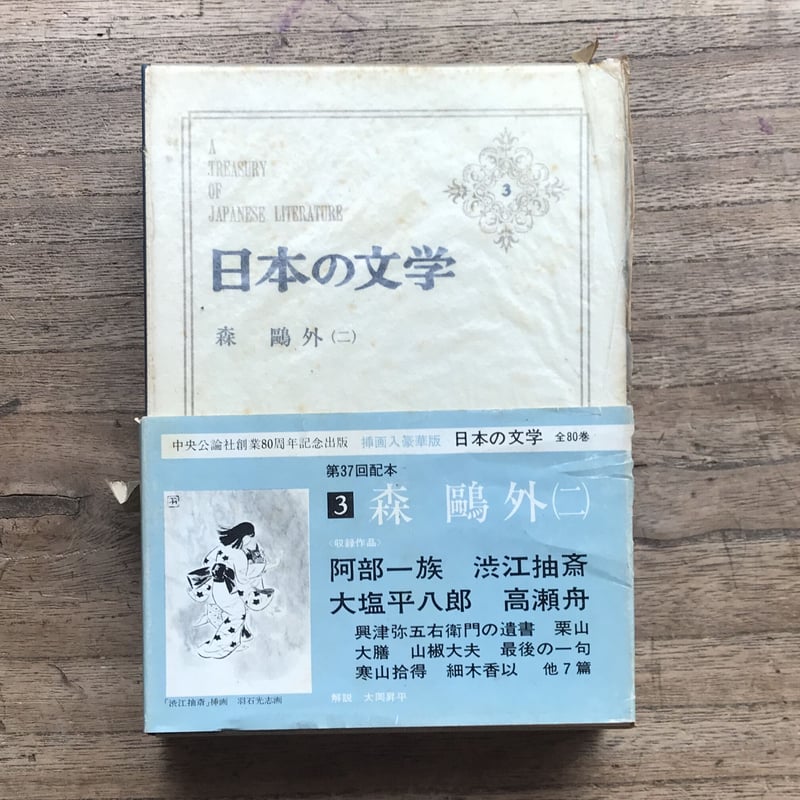 A
TREASURY
OF
JAPANESE LITERATURE
3
日本の文学
森 鷗外(二)
中央公論社創業80周年記念出版 挿画入豪華版 日本の文学 全80巻
第37回配本
3 森 鷗外(二)
〈収録作品〉
阿部一族 渋江抽斎
大塩平八郎 高瀬舟
興津弥五右衛門の遺書 栗山
大膳 山椒大夫 最後の一句
寒山拾得 細木香以 他7篇
「渋江抽斎」挿画 羽石光志画
解説 大岡昇平